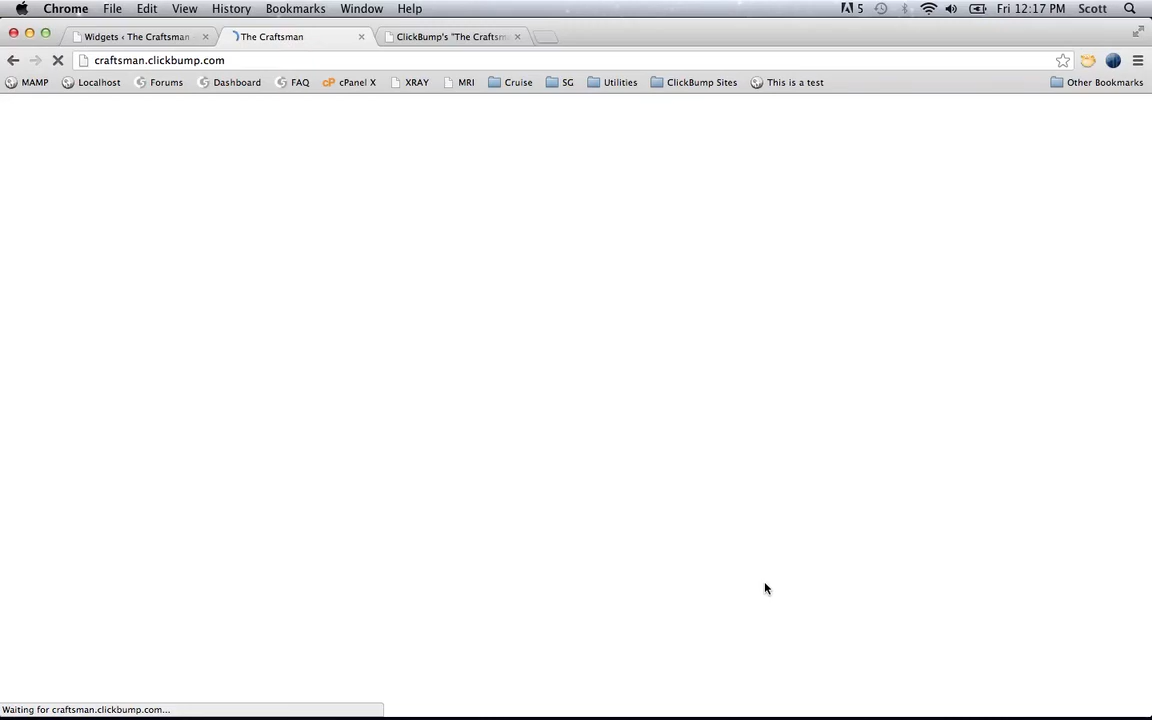 Chrome File Edit View History Bookmarks Window Help 5 Fri 12:17 PM Scott
Widgets ‹ The Craftsman The Craftsman ClickBump's "The Craftsm
craftsman.clickbump.com
MAMP Localhost Forums Dashboard FAQ cP cPanel X XRAY MRI Cruise SG Utilities ClickBump Sites This is a test Other Bookmarks
Waiting for craftsman.clickbump.com...